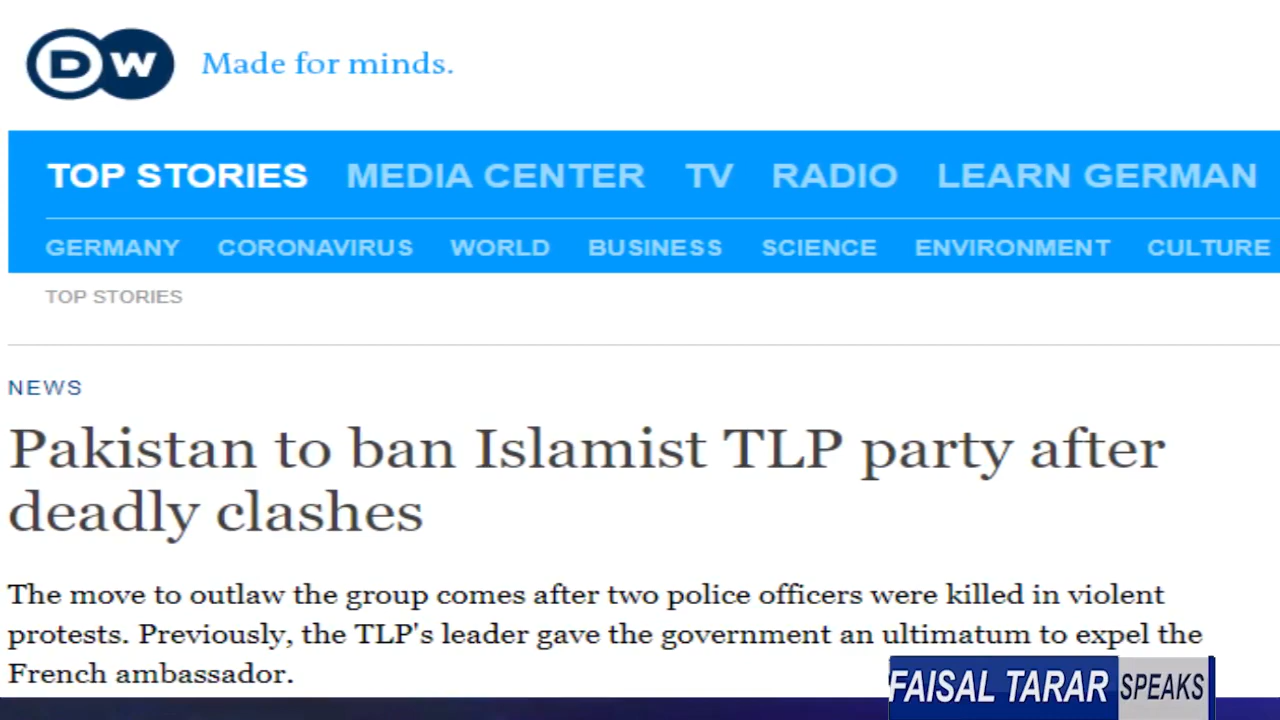 DW Made for minds.
TOP STORIES MEDIA CENTER TV RADIO LEARN GERMAN
GERMANY CORONAVIRUS WORLD BUSINESS SCIENCE ENVIRONMENT CULTURE
TOP STORIES
NEWS
Pakistan to ban Islamist TLP party after
deadly clashes
The move to outlaw the group comes after two police officers were killed in violent
protests. Previously, the TLP's leader gave the government an ultimatum to expel the
French ambassador.
FAISAL TARAR SPEAKS